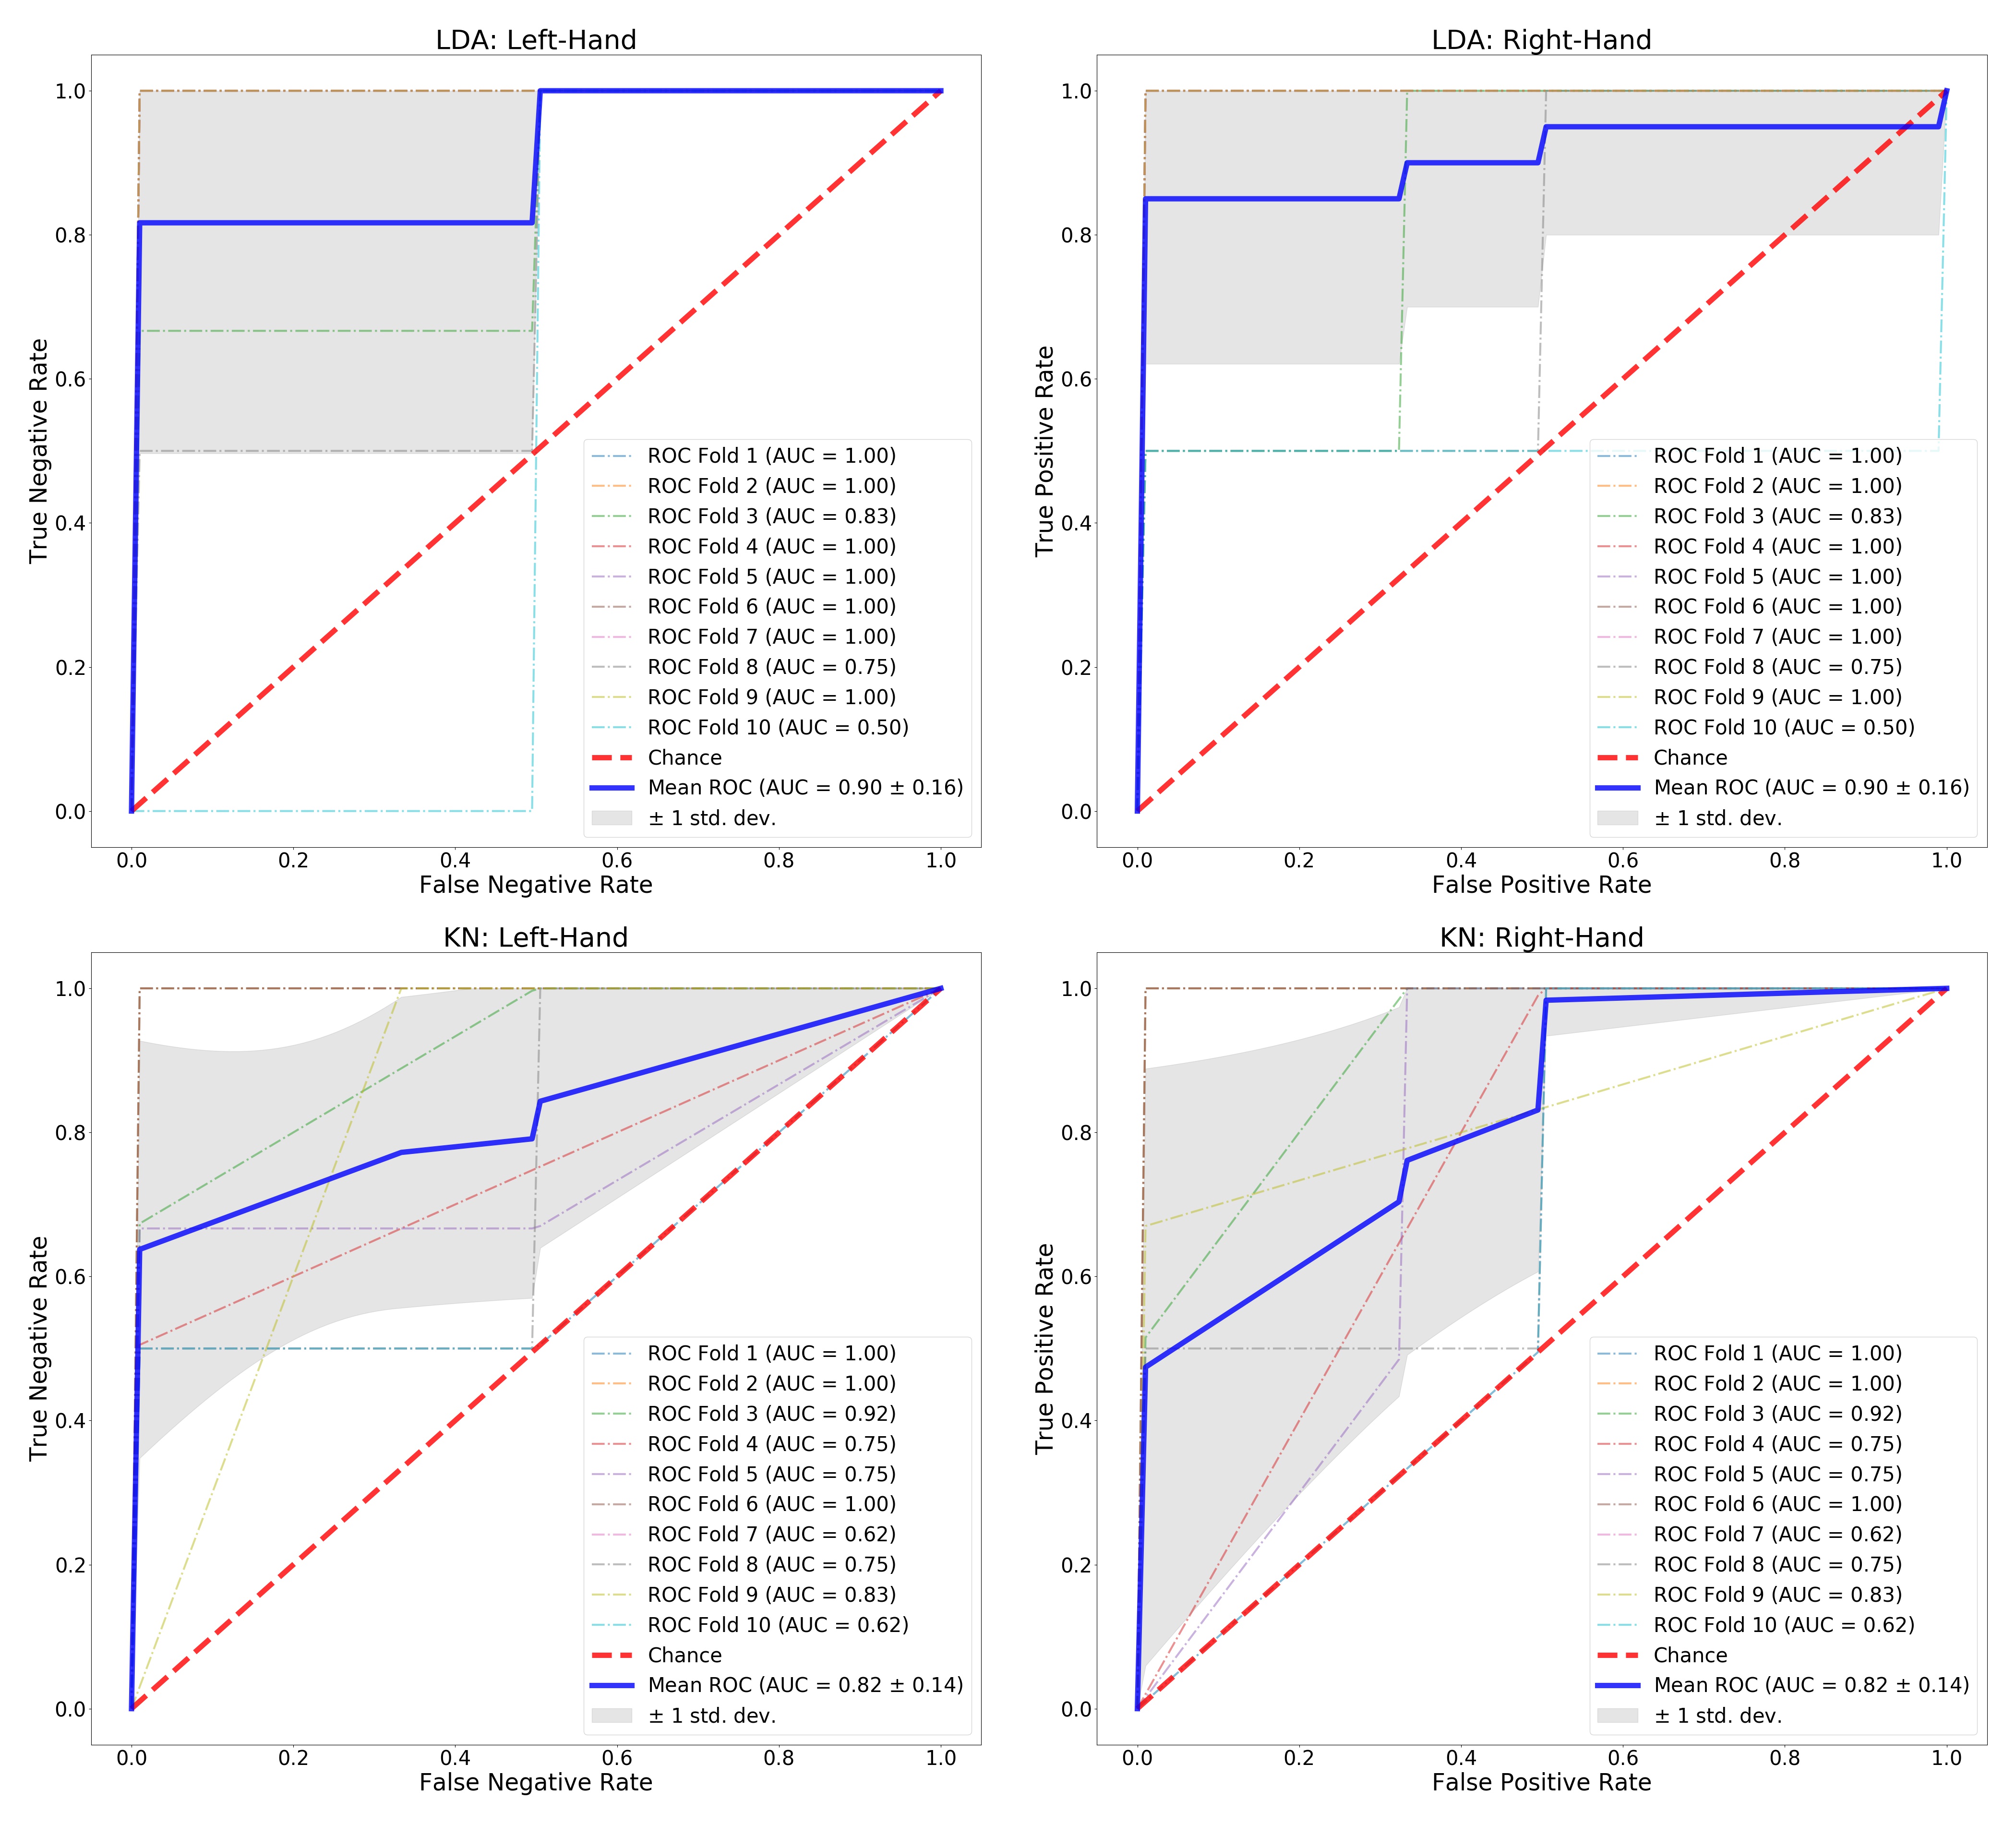 LDA: Left-Hand
True Negative Rate
1.0
0.8
0.6
0.4
0.2
0.0
ROC Fold 1 (AUC = 1.00)
ROC Fold 2 (AUC = 1.00)
ROC Fold 3 (AUC = 0.83)
ROC Fold 4 (AUC = 1.00)
ROC Fold 5 (AUC = 1.00)
ROC Fold 6 (AUC = 1.00)
ROC Fold 7 (AUC = 1.00)
ROC Fold 8 (AUC = 0.75)
ROC Fold 9 (AUC = 1.00)
ROC Fold 10 (AUC = 0.50)
Chance
Mean ROC (AUC = 0.90 ± 0.16)
± 1 std. dev.
0.0 0.2 0.4 0.6 0.8 1.0
False Negative Rate
LDA: Right-Hand
True Positive Rate
1.0
0.8
0.6
0.4
0.2
0.0
ROC Fold 1 (AUC = 1.00)
ROC Fold 2 (AUC = 1.00)
ROC Fold 3 (AUC = 0.83)
ROC Fold 4 (AUC = 1.00)
ROC Fold 5 (AUC = 1.00)
ROC Fold 6 (AUC = 1.00)
ROC Fold 7 (AUC = 1.00)
ROC Fold 8 (AUC = 0.75)
ROC Fold 9 (AUC = 1.00)
ROC Fold 10 (AUC = 0.50)
Chance
Mean ROC (AUC = 0.90 ± 0.16)
± 1 std. dev.
0.0 0.2 0.4 0.6 0.8 1.0
False Positive Rate
KN: Left-Hand
True Negative Rate
1.0
0.8
0.6
0.4
0.2
0.0
ROC Fold 1 (AUC = 1.00)
ROC Fold 2 (AUC = 1.00)
ROC Fold 3 (AUC = 0.92)
ROC Fold 4 (AUC = 0.75)
ROC Fold 5 (AUC = 0.75)
ROC Fold 6 (AUC = 1.00)
ROC Fold 7 (AUC = 0.62)
ROC Fold 8 (AUC = 0.75)
ROC Fold 9 (AUC = 0.83)
ROC Fold 10 (AUC = 0.62)
Chance
Mean ROC (AUC = 0.82 ± 0.14)
± 1 std. dev.
0.0 0.2 0.4 0.6 0.8 1.0
False Negative Rate
KN: Right-Hand
True Positive Rate
1.0
0.8
0.6
0.4
0.2
0.0
ROC Fold 1 (AUC = 1.00)
ROC Fold 2 (AUC = 1.00)
ROC Fold 3 (AUC = 0.92)
ROC Fold 4 (AUC = 0.75)
ROC Fold 5 (AUC = 0.75)
ROC Fold 6 (AUC = 1.00)
ROC Fold 7 (AUC = 0.62)
ROC Fold 8 (AUC = 0.75)
ROC Fold 9 (AUC = 0.83)
ROC Fold 10 (AUC = 0.62)
Chance
Mean ROC (AUC = 0.82 ± 0.14)
± 1 std. dev.
0.0 0.2 0.4 0.6 0.8 1.0
False Positive Rate